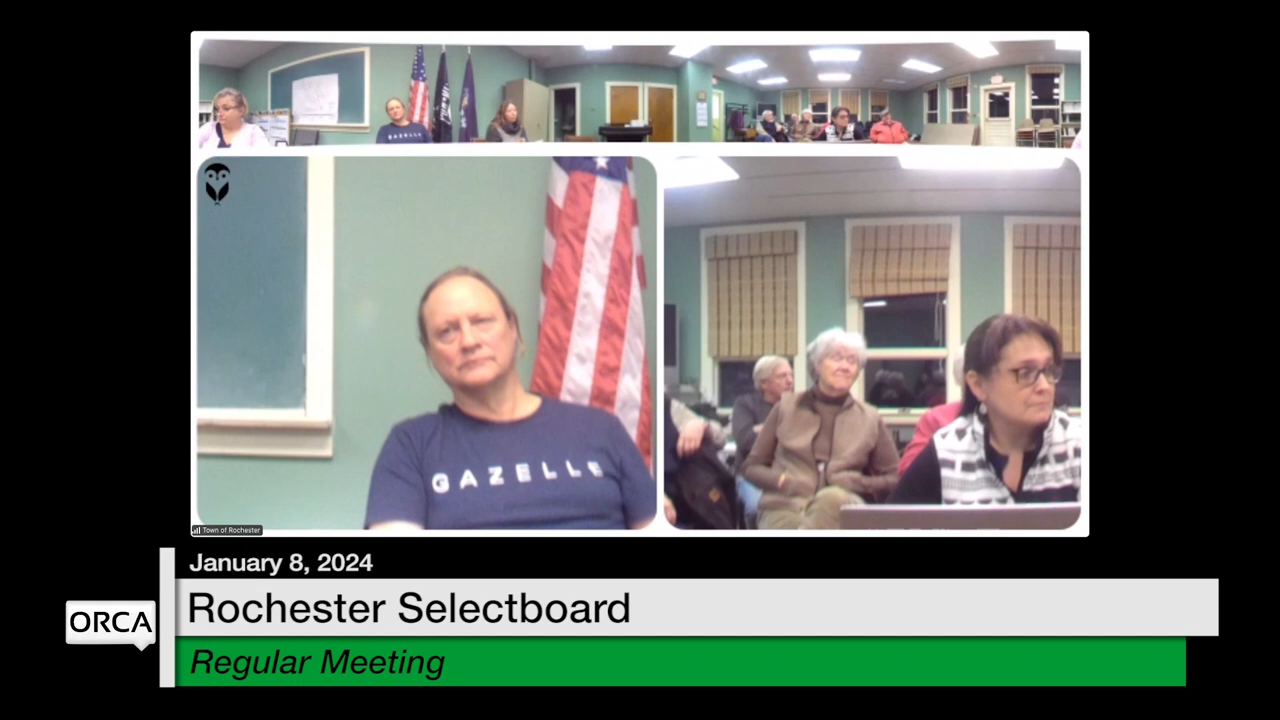 GAZELLE
Town of Rochester
January 8, 2024
Rochester Selectboard
ORCA
Regular Meeting